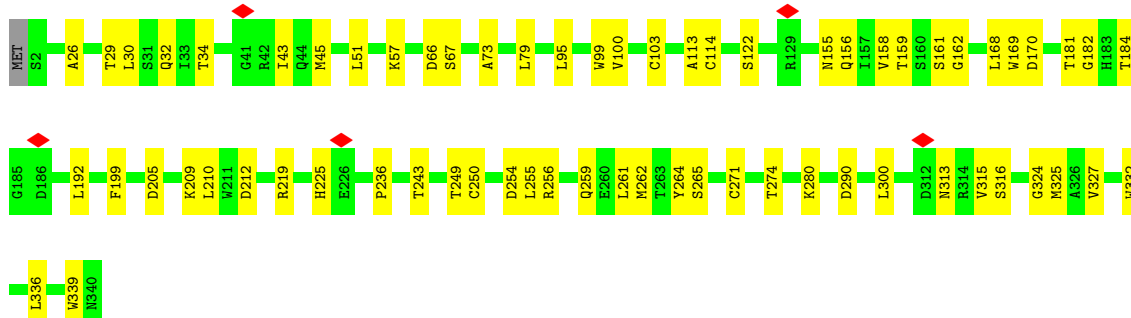 MET S2 A26 T29 L30 S31 Q32 I33 T34 G41 R42 I43 Q44 M45 L51 K57 D66 S67 A73 L79 L95 W99 V100 C103 A113 C114 S122 R129 N155 Q156 I157 V158 T159 S160 S161 G162 L168 W169 D170 T181 G182 H183 T184
G185 D186 L192 F199 D205 K209 L210 W211 D212 R219 H225 E226 P236 T243 T249 C250 D254 L255 R256 Q259 E260 L261 M262 T263 Y264 S265 C271 T274 K280 D290 L300 D312 N313 R314 V315 S316 G324 M325 A326 V327 W332
L336 W339 N340